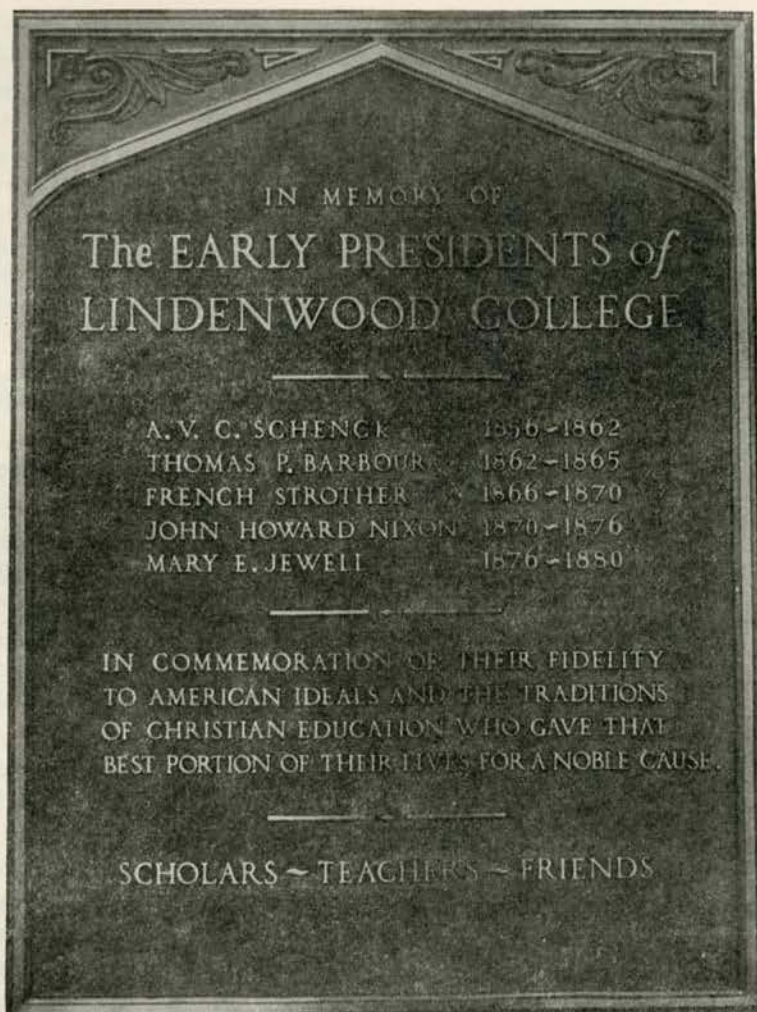 IN MEMORY OF
The EARLY PRESIDENTS of
LINDENWOOD COLLEGE
A. V. C. SCHENCK 1856~1862
THOMAS P. BARBOUR 1862~1865
FRENCH STROTHER 1866~1870
JOHN HOWARD NIXON 1870~1876
MARY E. JEWELL 1876~1880
IN COMMEMORATION OF THEIR FIDELITY
TO AMERICAN IDEALS AND THE TRADITIONS
OF CHRISTIAN EDUCATION WHO GAVE THAT
BEST PORTION OF THEIR LIVES FOR A NOBLE CAUSE.
SCHOLARS ~ TEACHERS ~ FRIENDS